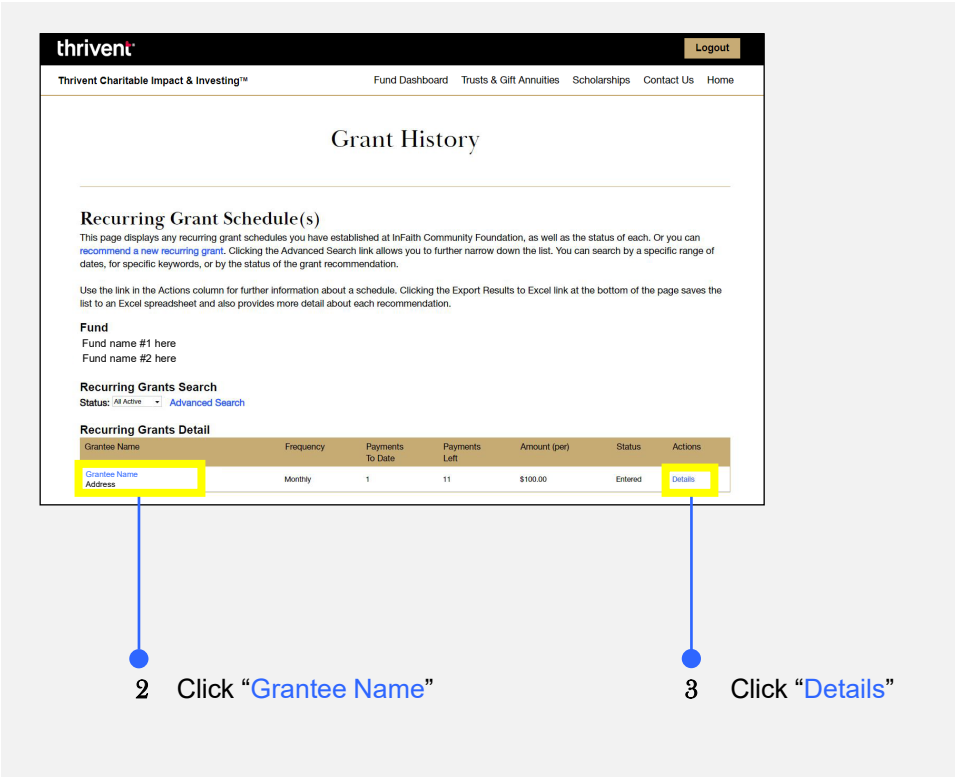 thrivent
Logout
Thrivent Charitable Impact & Investing™
Fund Dashboard Trusts & Gift Annuities Scholarships Contact Us Home
Grant History
Recurring Grant Schedule(s)
This page displays any recurring grant schedules you have established at InFaith Community Foundation, as well as the status of each. Or you can
recommend a new recurring grant. Clicking the Advanced Search link allows you to further narrow down the list. You can search by a specific range of
dates, for specific keywords, or by the status of the grant recommendation.
Use the link in the Actions column for further information about a schedule. Clicking the Export Results to Excel link at the bottom of the page saves the
list to an Excel spreadsheet and also provides more detail about each recommendation.
Fund
Fund name #1 here
Fund name #2 here
Recurring Grants Search
Status: All Active Advanced Search
Recurring Grants Detail
Grantee Name Frequency Payments To Date Payments Left Amount (per) Status Actions
Grantee Name
Address
Monthly 1 11 $100.00 Entered Details
2 Click “Grantee Name”
3 Click “Details”